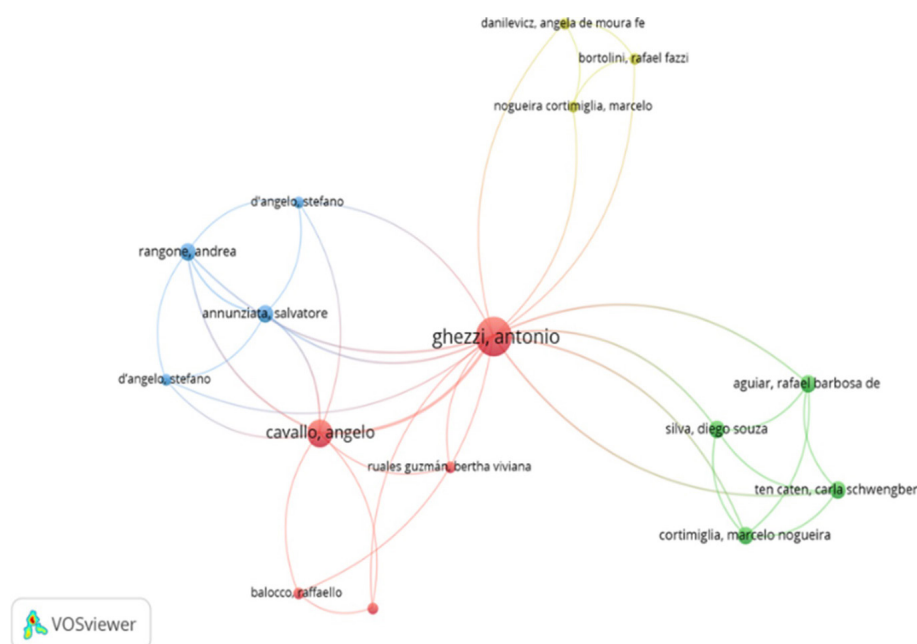 danilevicz, angela de moura fe
bortolini, rafael fazzi
nogueira cortimiglia, marcelo
d'angelo, stefano
rangone, andrea
annunziata, salvatore
ghezzi, antonio
d'angelo, stefano
aguiar, rafael barbosa de
cavallo, angelo
silva, diego souza
ruales guzmán, bertha viviana
ten caten, carla schwengber
cortimiglia, marcelo nogueira
balocco, raffaello
VOSviewer